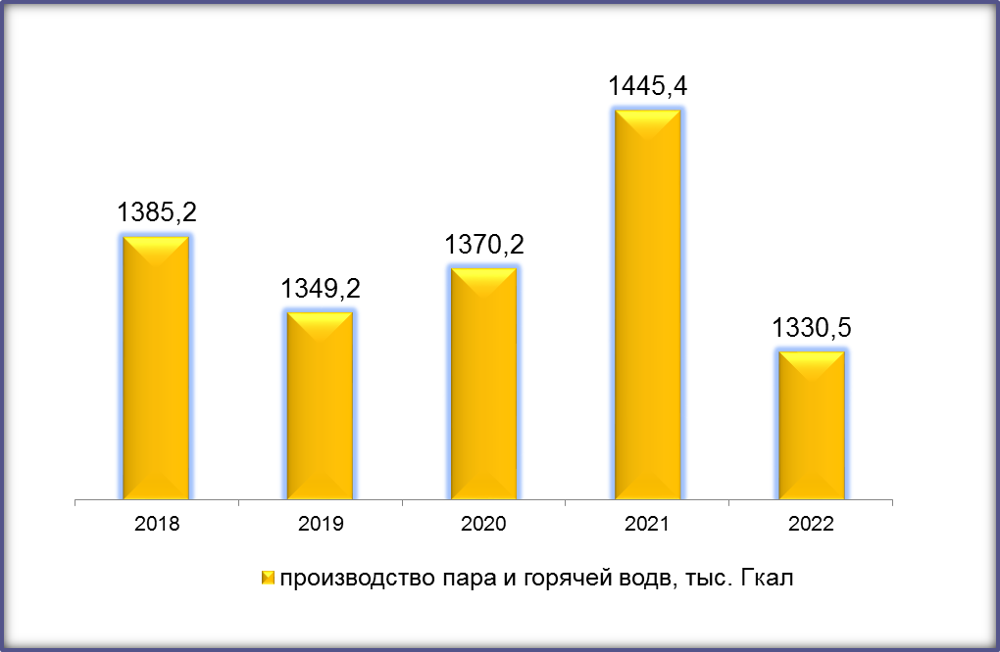 1445,4
1385,2
1370,2
1349,2
1330,5
2018 2019 2020 2021 2022
производство пара и горячей водв, тыс. Гкал